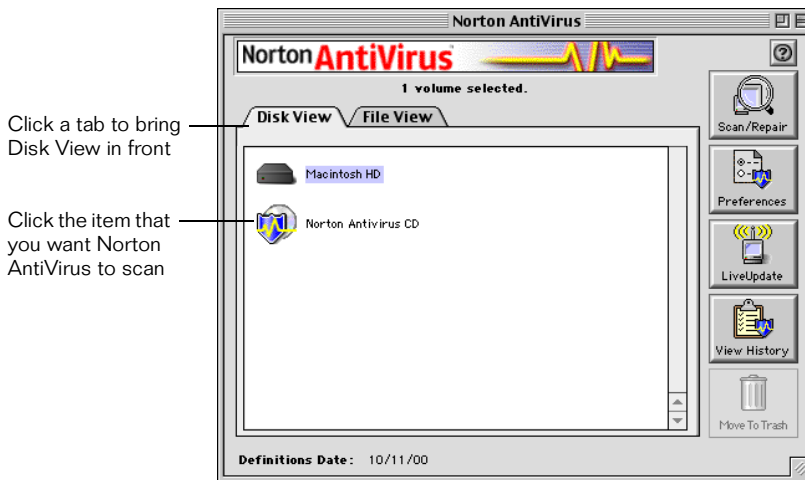 Norton AntiVirus
Norton AntiVirus
1 volume selected.
Disk View
File View
Macintosh HD
Norton Antivirus CD
Definitions Date: 10/11/00
?
Scan/Repair
Preferences
LiveUpdate
View History
Move To Trash
Click a tab to bring
Disk View in front
Click the item that
you want Norton
AntiVirus to scan